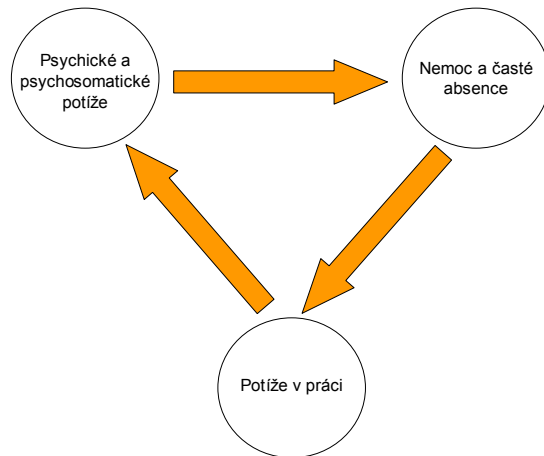 Psychické a
psychosomatické
potíže
Nemoc a časté
absence
Potíže v práci